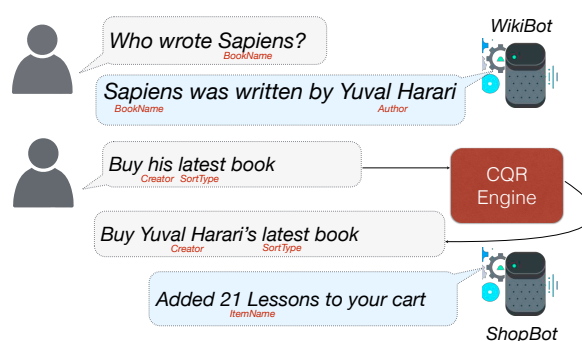 WikiBot
Who wrote Sapiens?
BookName
Sapiens was written by Yuval Harari
BookName Author
Buy his latest book
Creator SortType
CQR
Engine
Buy Yuval Harari's latest book
Creator SortType
Added 21 Lessons to your cart
ItemName
ShopBot